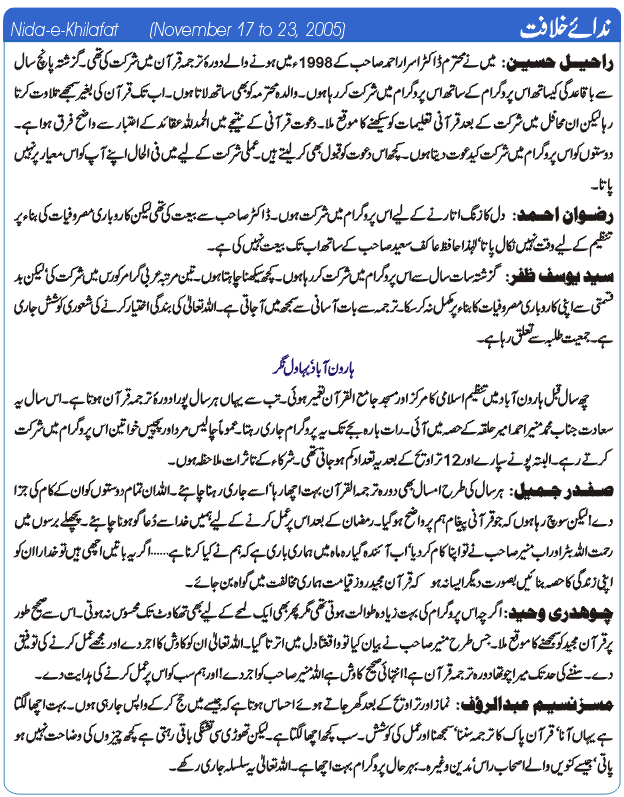 Nida-e-Khilafat (November 17 to 23, 2005) ندائے خلافت
راحیل حسین: میں نے محترم ڈاکٹر اسرار احمد صاحب کے 1998ء میں ہونے والے دورۂ ترجمہ قرآن میں شرکت کی تھی۔ گزشتہ پانچ سال
سے باقاعدگی کیساتھ اس پروگرام کے ساتھ اس پروگرام میں شرکت کر رہا ہوں۔ والدہ محترمہ کو بھی ساتھ لاتا ہوں۔ اب تک قرآن کی بغیر سمجھے تلاوت کرتا
رہا لیکن ان محافل میں شرکت کے بعد قرآنی تعلیمات کو سیکھنے کا موقع ملا۔ دعوت قرآنی کے نتیجے میں الحمدللہ عقائد کے اعتبار سے واضح فرق ہوا ہے۔
دوستوں کو اس پروگرام میں شرکت کی دعوت دیتا ہوں۔ کچھ اس دعوت کو قبول بھی کر لیتے ہیں عملی شرکت کے لیے میں فی الحال اپنے آپ کو اس معیار پر نہیں
پاتا۔
رضوان احمد: دل کا زنگ اتارنے کے لیے اس پروگرام میں شرکت ہوں۔ ڈاکٹر صاحب سے بیعت کی تھی لیکن کاروباری مصروفیات کی بناء پر
تنظیم کے لیے وقت نہیں نکال پاتا' لہٰذا حافظ عاکف سعید صاحب کے ساتھ اب تک بیعت نہیں کی ہے۔
سید یوسف ظفر: گزشتہ سات سال سے اس پروگرام میں شرکت کر رہا ہوں۔ کچھ سیکھنا چاہتا ہوں۔ تین مرتبہ عربی گرامر کورس میں شرکت کی' لیکن بد
قسمتی سے اپنی کاروباری مصروفیات کا بناء پر مکمل نہ کر سکا۔ ترجمہ سے بات آسانی سے سمجھ میں آ جاتی ہے۔ اللہ تعالیٰ کی بندگی اختیار کرنے کی شعوری کوشش جاری
ہے۔ جمعیت طلبہ سے تعلق رہا ہے۔
ہارون آباد' بہاول نگر
چھ سال قبل ہارون آباد میں تنظیم اسلامی کا مرکز اور مسجد جامع القرآن تعمیر ہوئی۔ تب سے یہاں ہر سال پورا دورۂ ترجمہ قرآن ہوتا ہے۔ اس سال یہ
سعادت جناب محمد منیر احمد امیر حلقہ کے حصہ میں آئی۔ رات بارہ بجے تک یہ پروگرام جاری رہتا۔ عموماً چالیس مرد اور پچیس خواتین اس پروگرام میں شرکت
کرتے رہے۔ البتہ پونے سپارے اور 12 تراویح کے بعد یہ تعداد کم ہو جاتی تھی۔ شرکاء کے تاثرات ملاحظہ ہوں۔
صفدر جمیل: ہر سال کی طرح امسال بھی دورہ ترجمۃ القرآن بہت اچھا رہا' اسے جاری رہنا چاہئے۔ اللہ ان تمام دوستوں کو ان کے کام کی جزا
دے! لیکن سوچ رہا ہوں کہ جو قرآنی پیغام ہم پر واضح ہو گیا۔ رمضان کے بعد اس پر عمل کرنے کے لیے ہمیں خدا سے دُعا گو ہونا چاہئے۔ پچھلے برسوں میں
رحمت اللہ بٹر اور اب منیر صاحب نے تو اپنا کام کر دیا' اب آئندہ گیارہ ماہ میں ہماری باری ہے کہ ہم نے کیا کرنا ہے......اگر یہ باتیں اچھی ہیں تو خدارا ان کو
اپنی زندگی کا حصہ بنائیں بصورت دیگر ایسا نہ ہو کہ قرآن مجید روز قیامت ہماری مخالفت میں گواہ بن جائے۔
چوھدری وحید: اگرچہ اس پروگرام کی بہت زیادہ طوالت ہوتی تھی مگر پھر بھی ایک لمحے کے لیے بھی تھکاوٹ تک محسوس نہ ہوتی۔ اس سے صحیح طور
پر قرآن مجید کو سمجھنے کا موقع ملا۔ جس طرح منیر صاحب نے بیان کیا تو واقعتاً دل میں اترتا گیا۔ اللہ تعالیٰ ان کو کاوش کا اجر دے اور مجھے عمل کرنے کی توفیق
دے۔ سننے کی حد تک میرا چوتھا دورہ ترجمہ قرآن ہے! انتہائی صحیح کاوش ہے اللہ منیر صاحب کو اجر دے! اور ہم سب کو اس پر عمل کرنے کی ہدایت دے۔
مسز نسیم عبدالرؤف: نماز اور تراویح کے بعد گھر جاتے ہوئے احساس ہوتا ہے کہ جیسے میں حج کر کے واپس جا رہی ہوں۔ بہت اچھا لگتا
ہے یہاں آنا' قرآن پاک کا ترجمہ سننا' سمجھنا اور عمل کی کوشش۔ سب کچھ اچھا لگتا ہے۔ لیکن تھوڑی سی تشنگی باقی رہتی ہے کچھ چیزوں کی وضاحت نہیں ہو
پاتی' جیسے کنویں والے اصحاب راس' مدین وغیرہ۔ بہرحال پروگرام بہت اچھا ہے۔ اللہ تعالیٰ یہ سلسلہ جاری رکھے۔